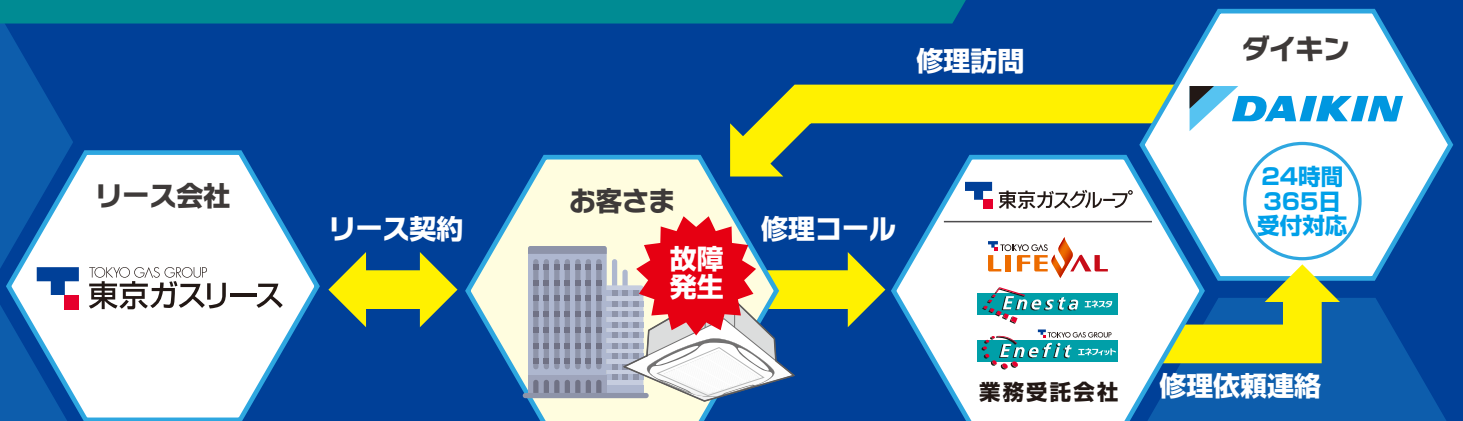 リース会社
TOKYO GAS GROUP
東京ガスリース
リース契約
お客さま
故障
発生
修理コール
東京ガスグループ
TOKYO GAS
LIFEVAL
Enesta エネスタ
TOKYO GAS GROUP
Enefit エネフィット
業務受託会社
修理依頼連絡
ダイキン
DAIKIN
24時間
365日
受付対応
修理訪問